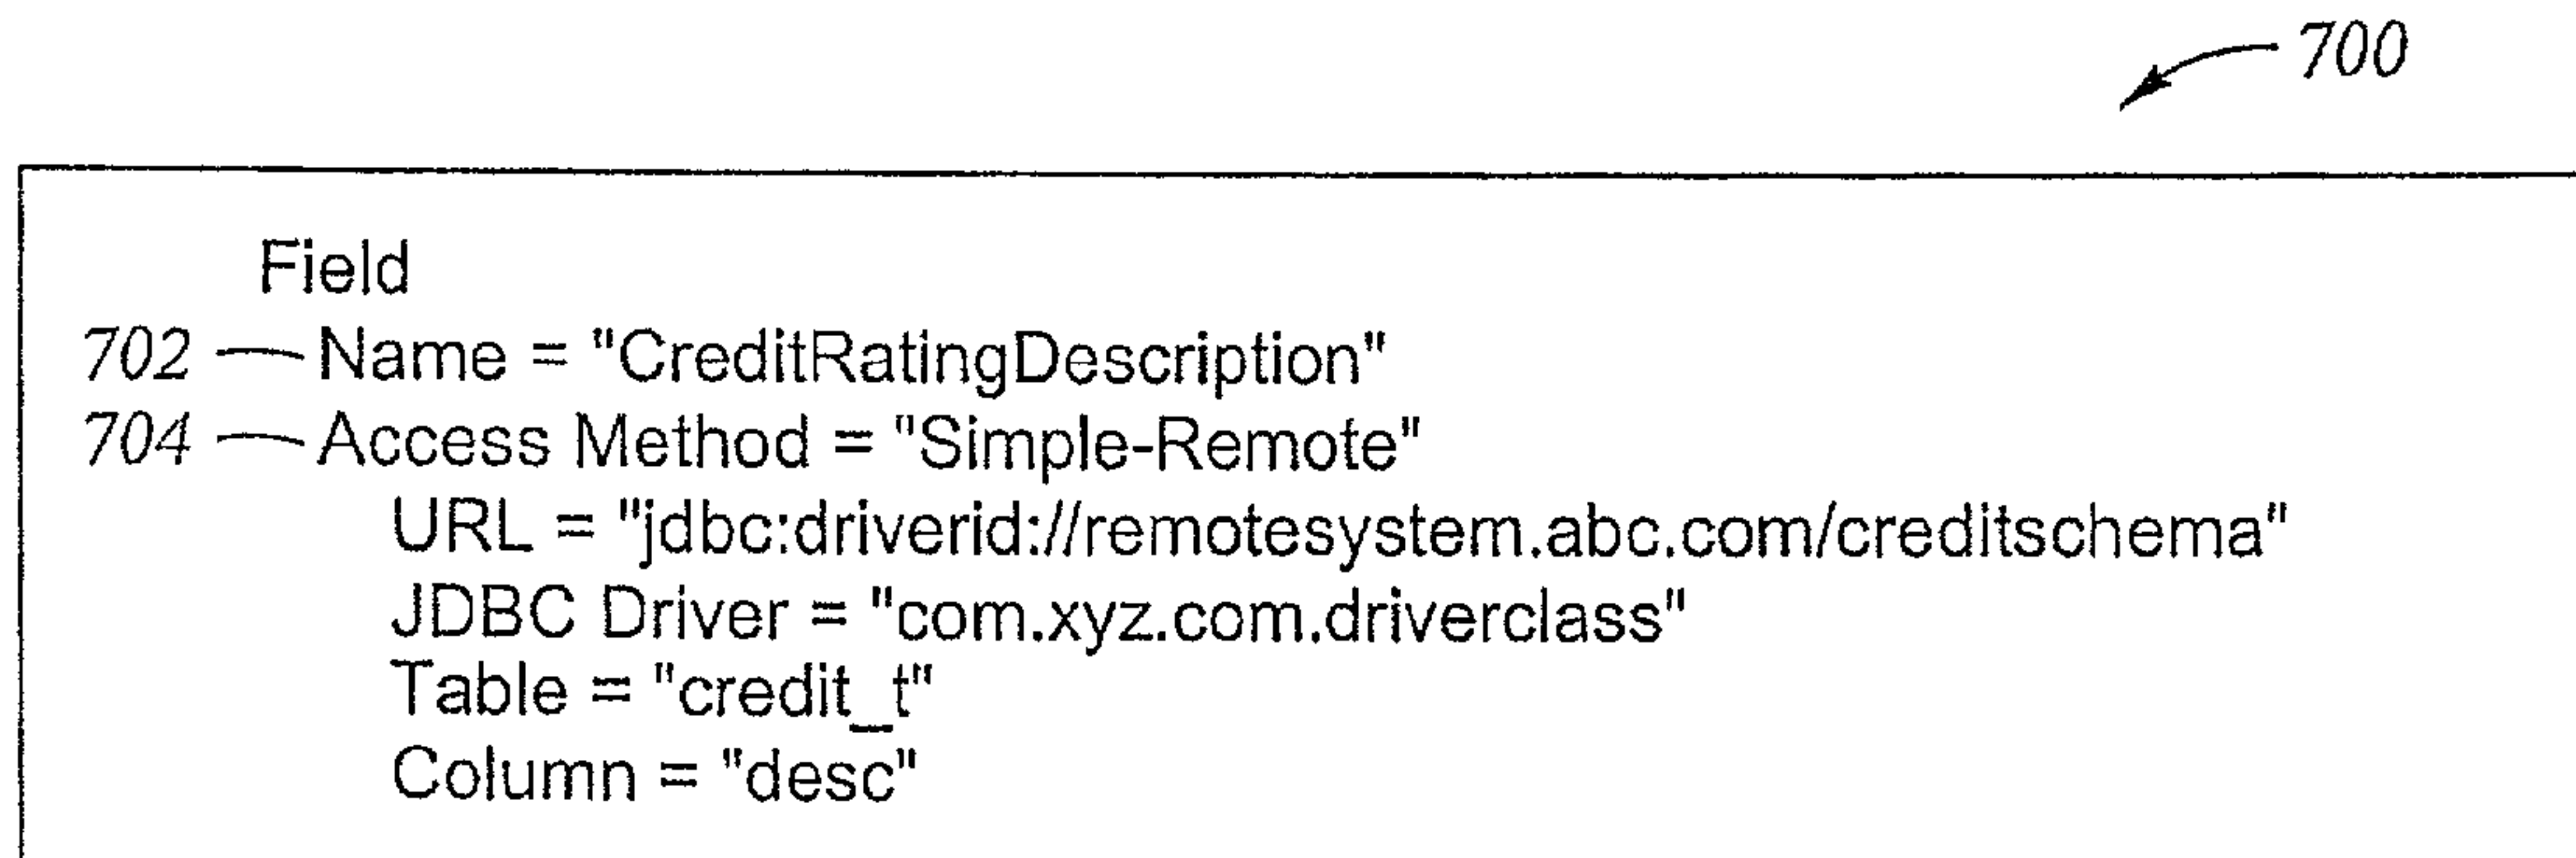 700
Field
702 — Name = "CreditRatingDescription"
704 — Access Method = "Simple-Remote"
URL = "jdbc:driverid://remotesystem.abc.com/creditschema"
JDBC Driver = "com.xyz.com.driverclass"
Table = "credit_t"
Column = "desc"